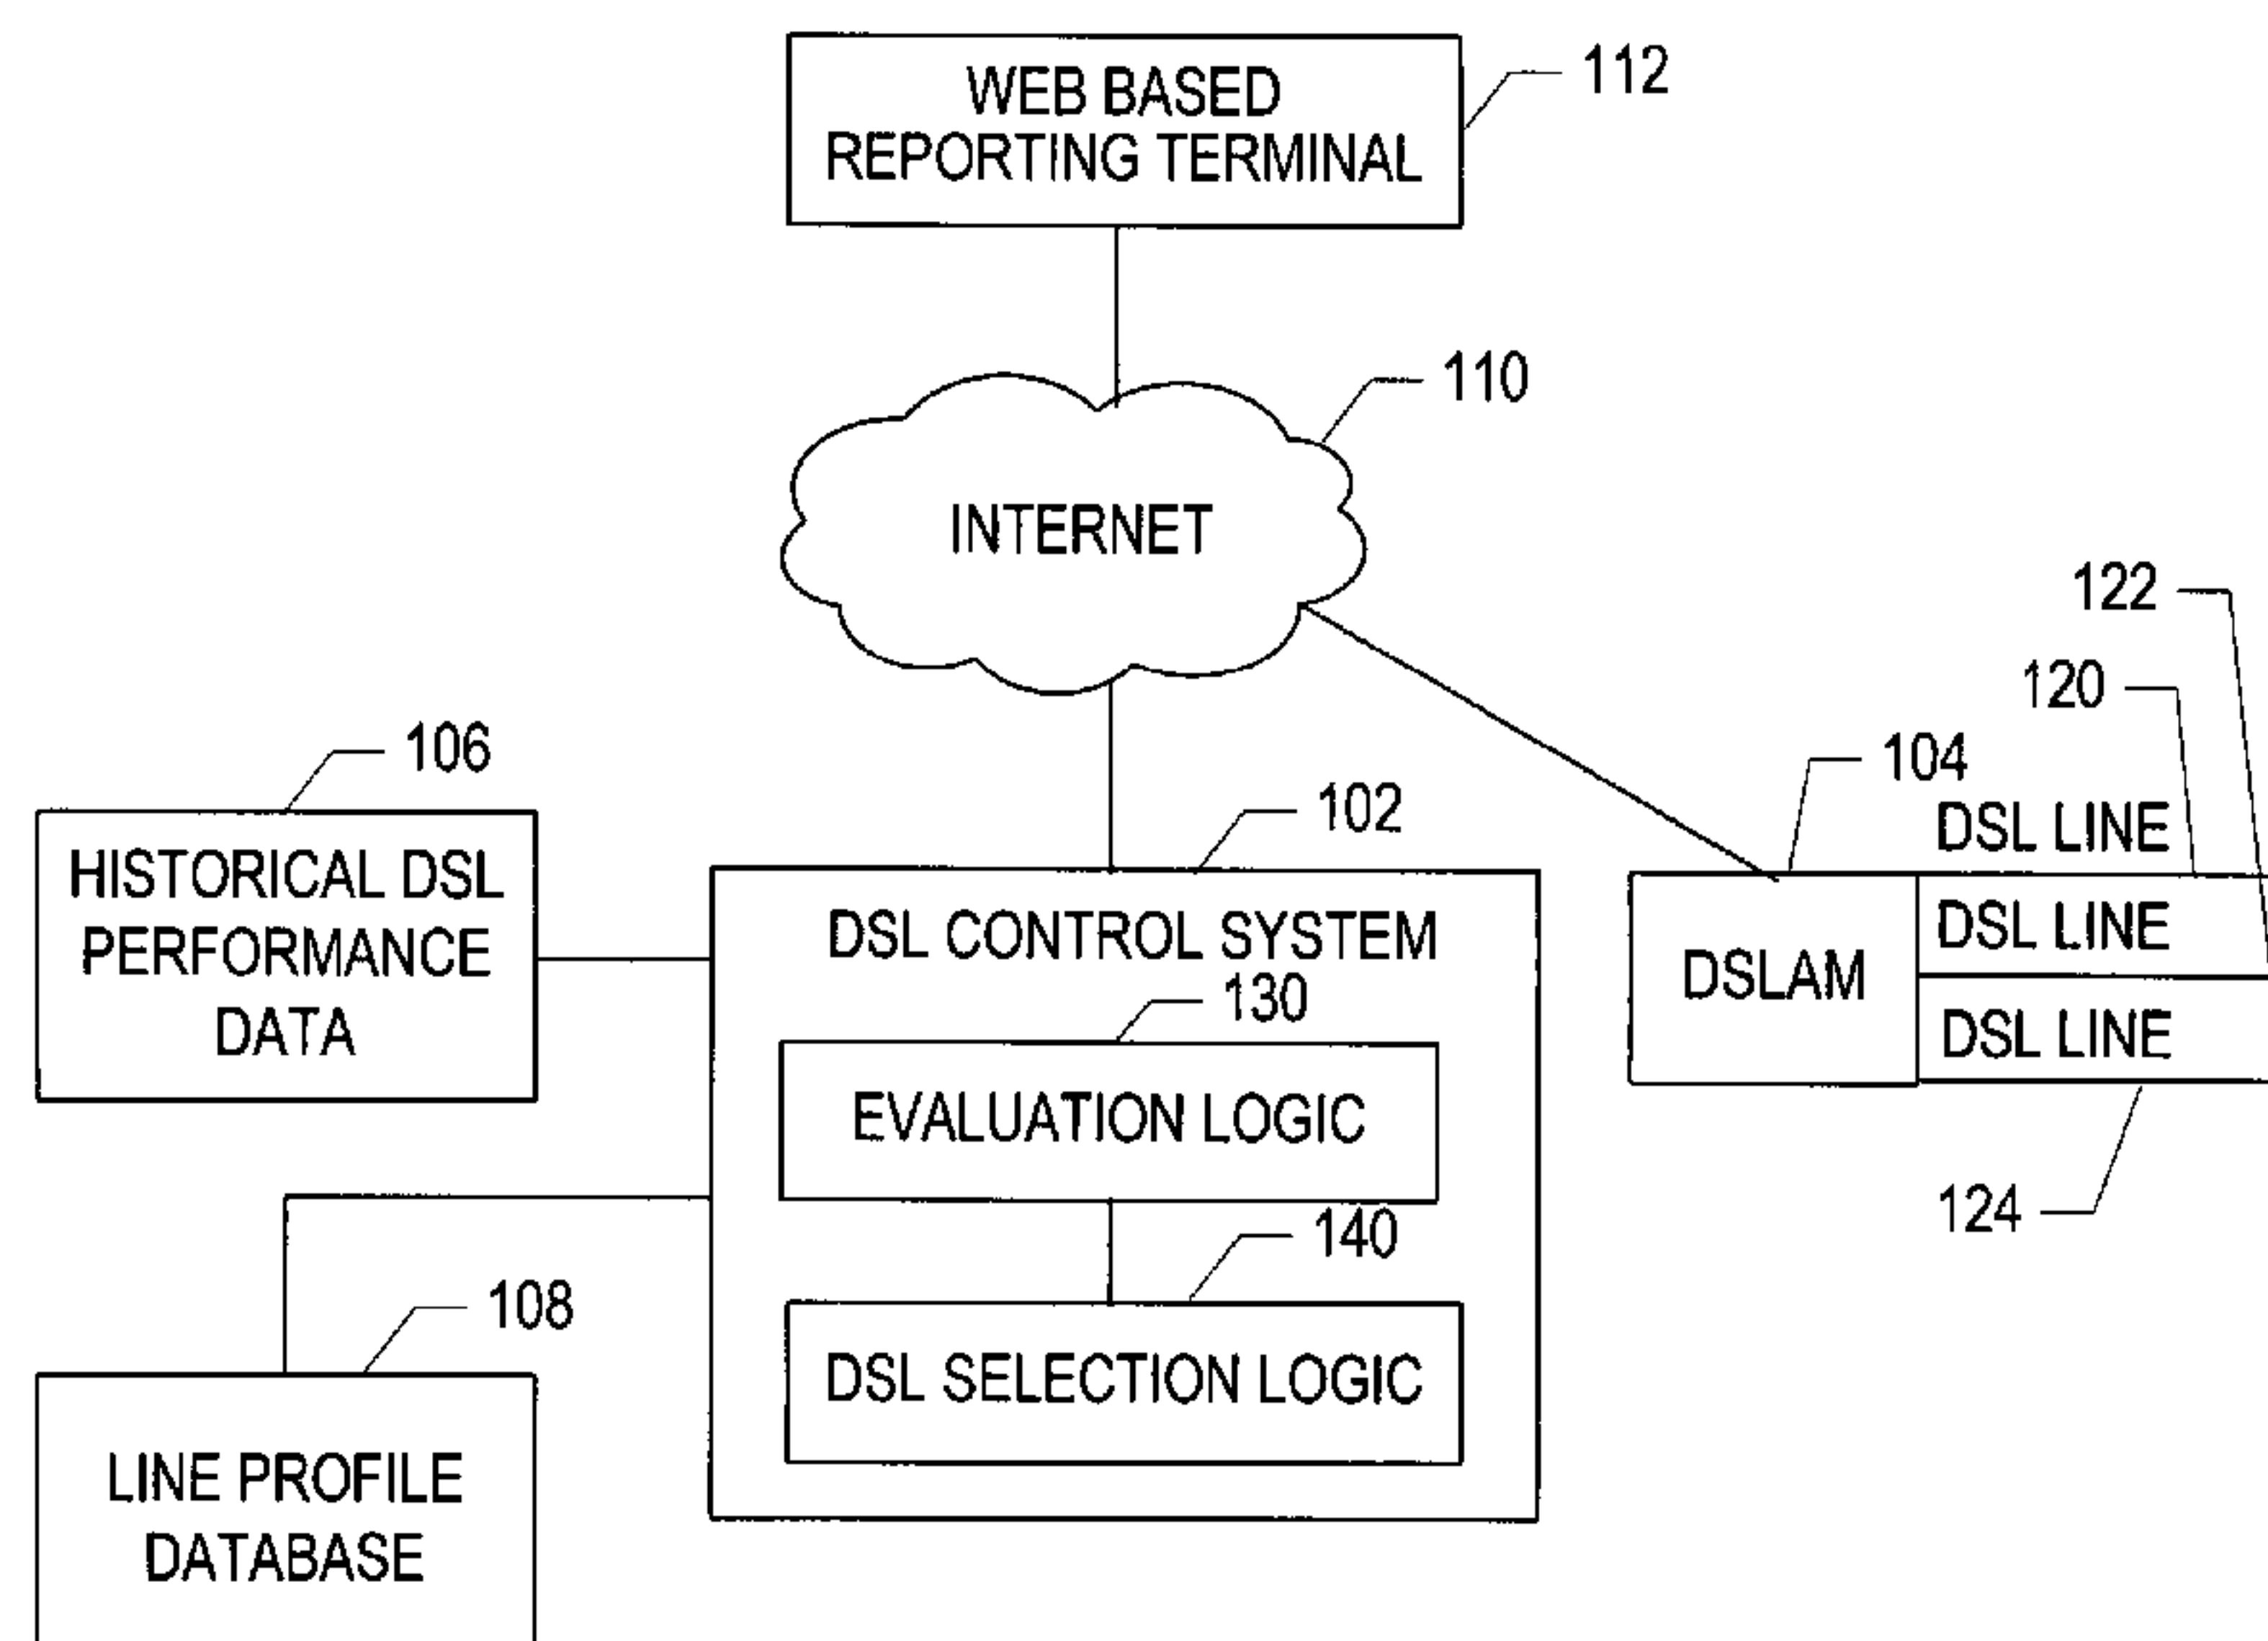 WEB BASED
REPORTING TERMINAL
112
110
INTERNET
122
120
104
DSL LINE
106
102
HISTORICAL DSL
PERFORMANCE
DATA
DSL CONTROL SYSTEM
DSLAM
DSL LINE
DSL LINE
130
EVALUATION LOGIC
124
140
DSL SELECTION LOGIC
108
LINE PROFILE
DATABASE